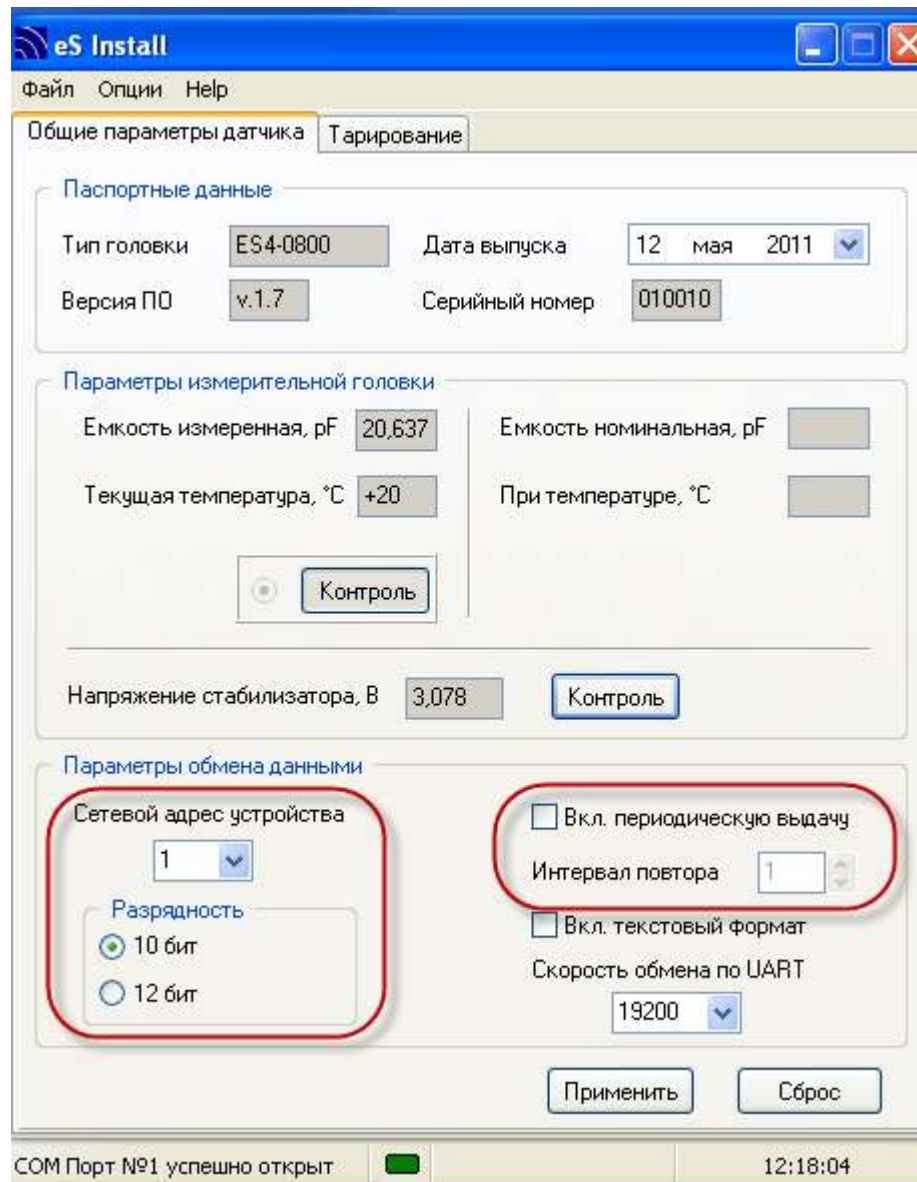 eS Install
Файл Опции Help
Общие параметры датчика Тарирование
Паспортные данные
Тип головки ES4-0800 Дата выпуска 12 мая 2011
Версия ПО v.1.7 Серийный номер 010010
Параметры измерительной головки
Емкость измеренная, pF 20,637 Емкость номинальная, pF
Текущая температура, °C +20 При температуре, °C
Контроль
Напряжение стабилизатора, В 3,078 Контроль
Параметры обмена данными
Сетевой адрес устройства Вкл. периодическую выдачу
1 Интервал повтора 1
Разрядность Вкл. текстовый формат
10 бит Скорость обмена по UART
12 бит 19200
Применить Сброс
COM Порт №1 успешно открыт 12:18:04